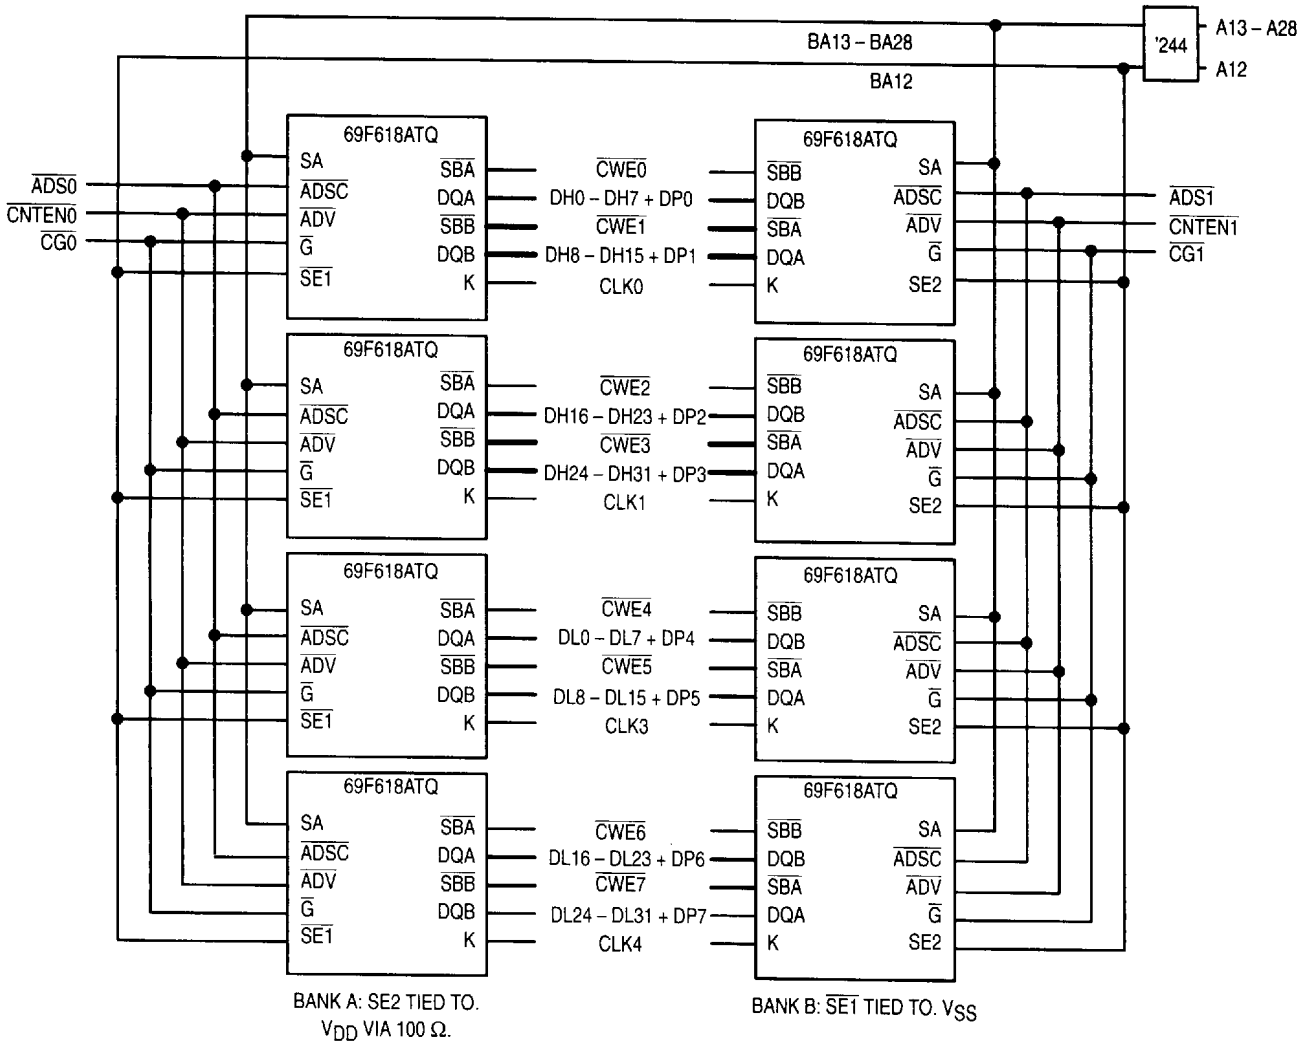 BA13 – BA28
'244
A13 – A28
BA12
A12
69F618ATQ
SA
ADSC
ADV
G
SE1
SBA
DQA
SBB
DQB
K
CWE0
DH0 – DH7 + DP0
CWE1
DH8 – DH15 + DP1
CLK0
69F618ATQ
SBB
DQB
SBA
DQA
K
SA
ADSC
ADV
G
SE2
ADS0
CNTEN0
CG0
ADS1
CNTEN1
CG1
69F618ATQ
SA
ADSC
ADV
G
SE1
SBA
DQA
SBB
DQB
K
CWE2
DH16 – DH23 + DP2
CWE3
DH24 – DH31 + DP3
CLK1
69F618ATQ
SBB
DQB
SBA
DQA
K
SA
ADSC
ADV
G
SE2
69F618ATQ
SA
ADSC
ADV
G
SE1
SBA
DQA
SBB
DQB
K
CWE4
DL0 – DL7 + DP4
CWE5
DL8 – DL15 + DP5
CLK3
69F618ATQ
SBB
DQB
SBA
DQA
K
SA
ADSC
ADV
G
SE2
69F618ATQ
SA
ADSC
ADV
G
SE1
SBA
DQA
SBB
DQB
K
CWE6
DL16 – DL23 + DP6
CWE7
DL24 – DL31 + DP7
CLK4
69F618ATQ
SBB
DQB
SBA
DQA
K
SA
ADSC
ADV
G
SE2
BANK A: SE2 TIED TO.
VDD VIA 100 Ω.
BANK B: SE1 TIED TO. VSS